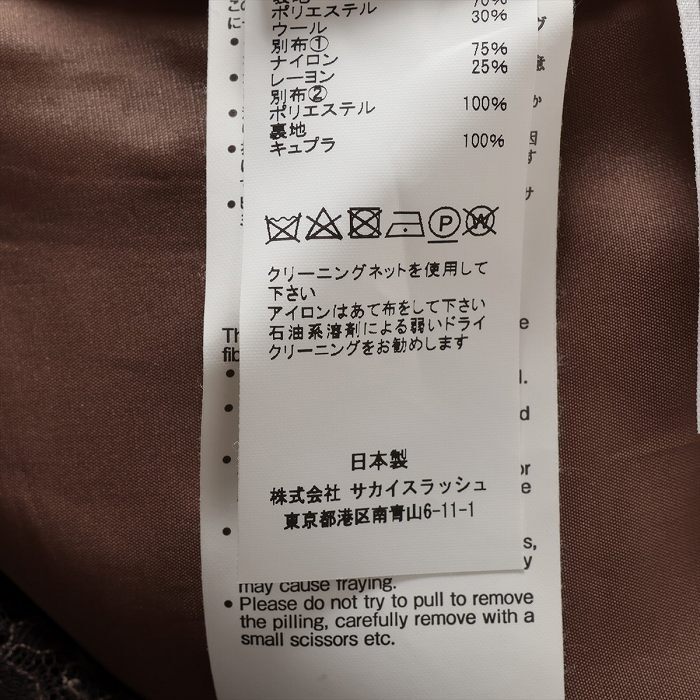 70%
ポリエステル 30%
ウール
別布①
ナイロン 75%
レーヨン 25%
別布②
ポリエステル 100%
裏地
キュプラ 100%
P
W
クリーニングネットを使用して
下さい
アイロンはあて布をして下さい
石油系溶剤による弱いドライ
クリーニングをお勧めします
日本製
株式会社 サカイスラッシュ
東京都港区南青山6-11-1
may cause fraying.
• Please do not try to pull to remove
the pilling, carefully remove with a
small scissors etc.